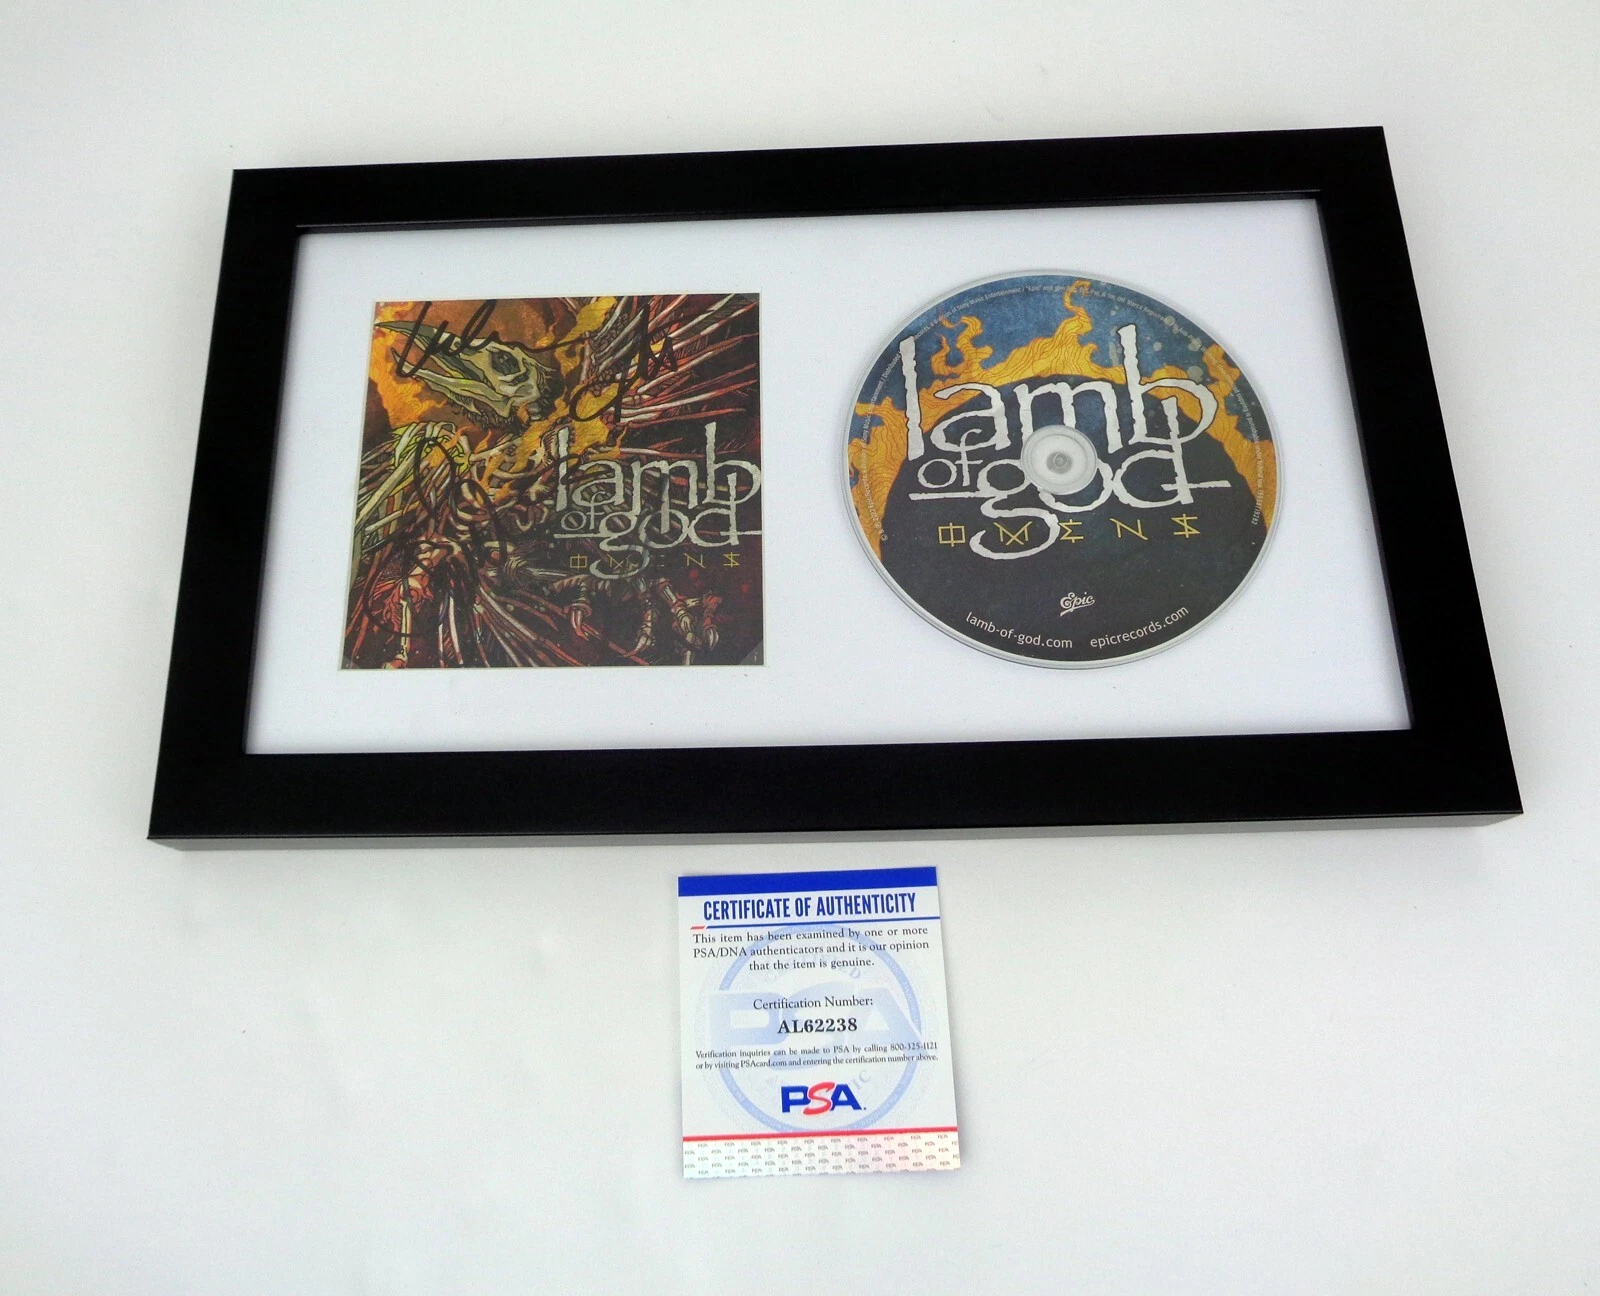 lamb
of god
OMENS
lamb
of god
OMENS
Epic
lamb-of-god.com epicrecords.com
CERTIFICATE OF AUTHENTICITY
This item has been examined by one or more
PSA/DNA authenticators and it is our opinion
that the item is genuine.
Certification Number:
AL62238
Verification inquiries can be made to PSA by calling 800-325-1121
or by visiting PSAcard.com and entering the certification number above.
PSA